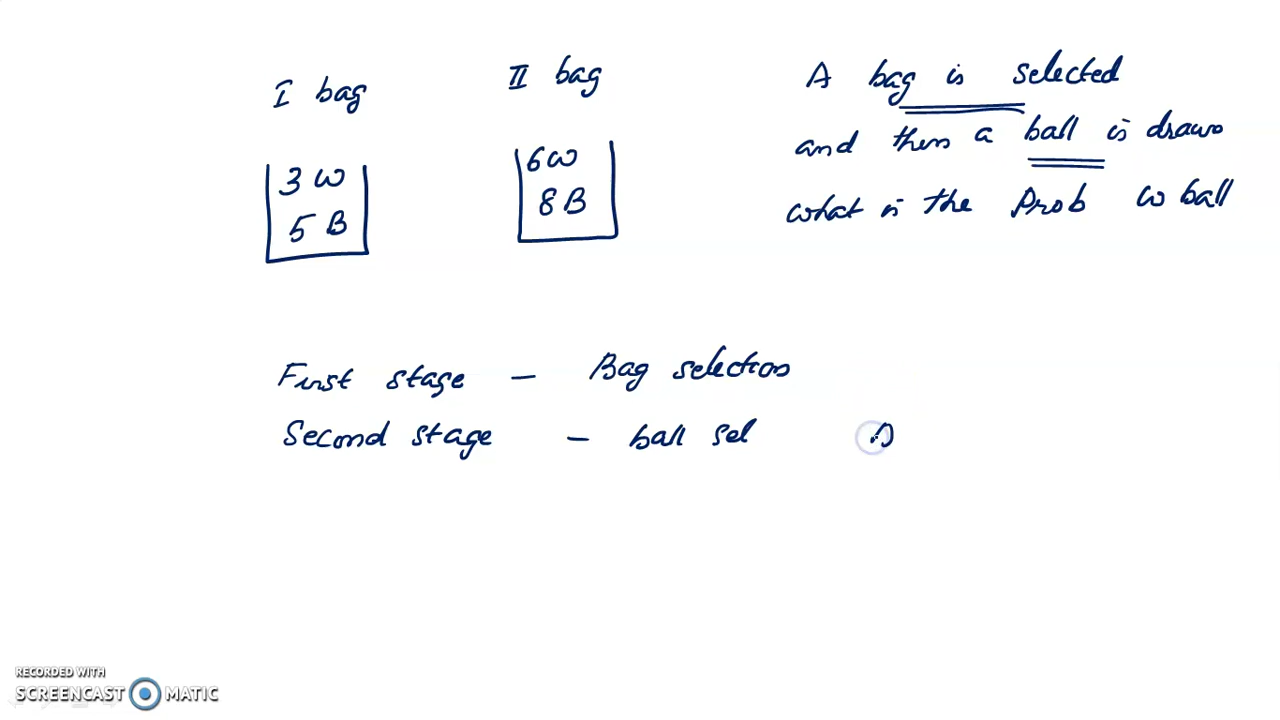 I bag
II bag
3 W
5 B
6W
8 B
A bag is selected
and then a ball is drawn
what is the Prob W ball
First stage - Bag selection
Second stage - ball sel
A
RECORDED WITH
SCREENCAST MATIC